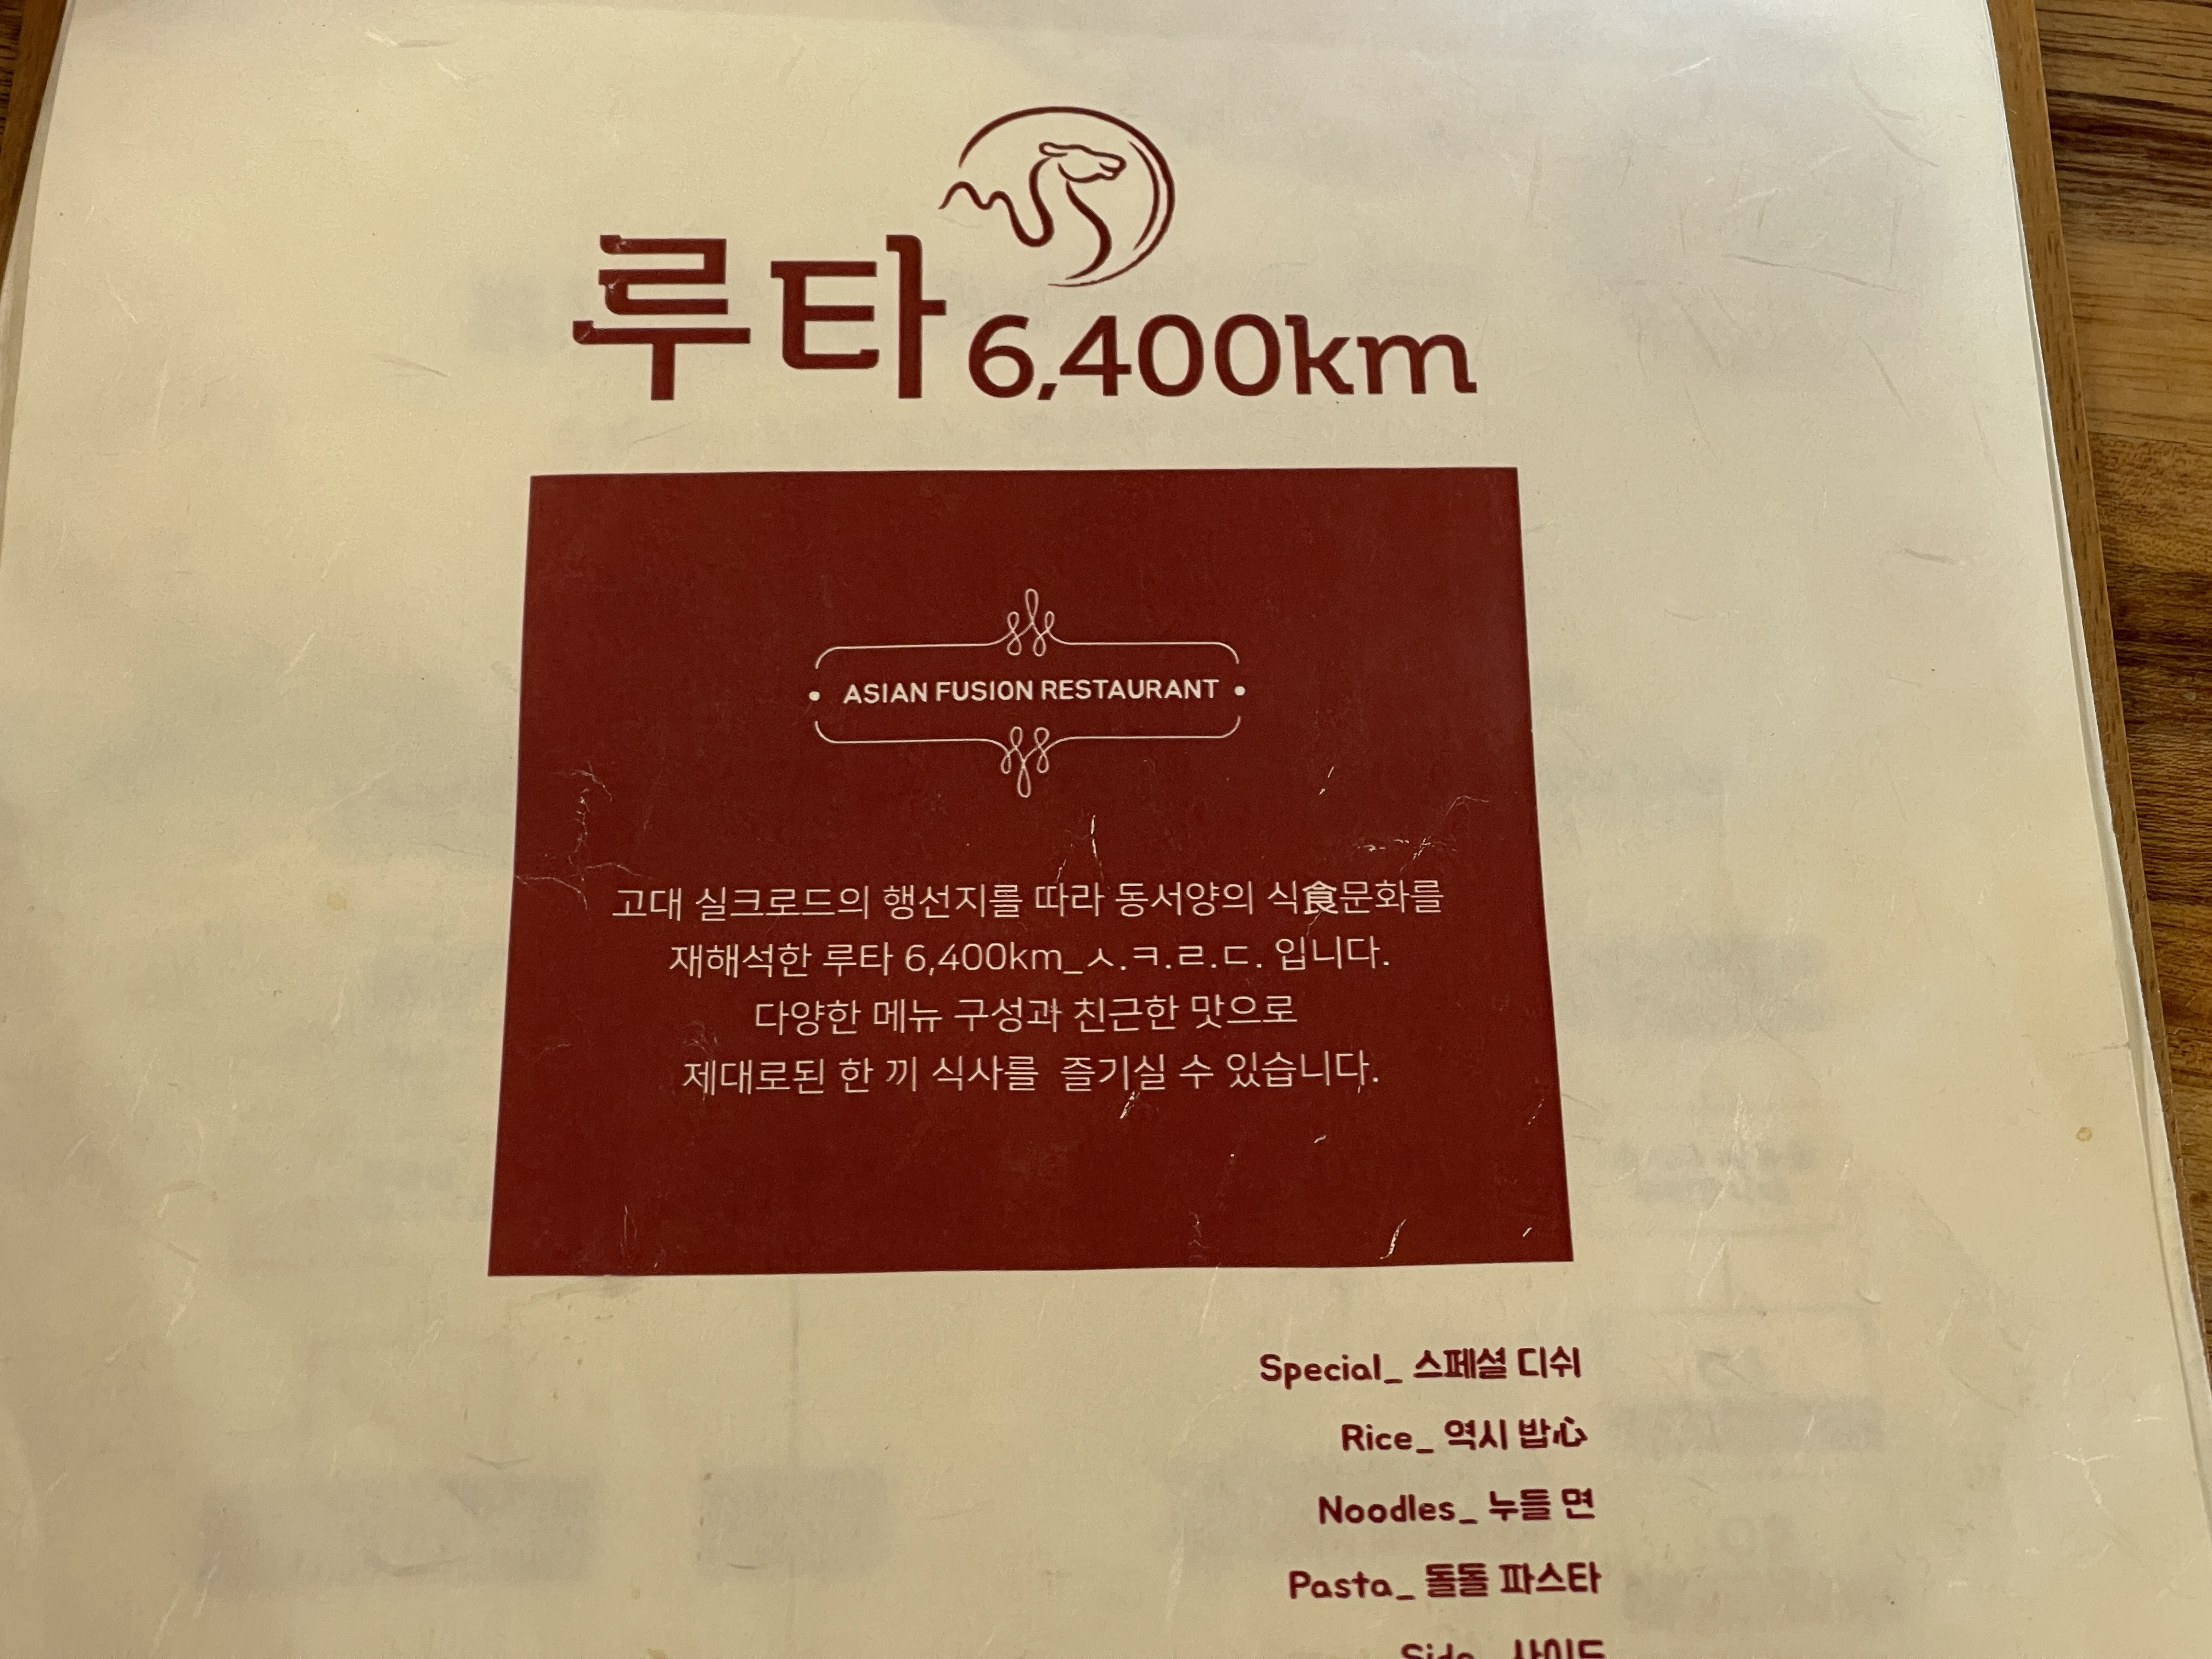 루타 6,400km
ASIAN FUSION RESTAURANT
고대 실크로드의 행선지를 따라 동서양의 식食문화를
재해석한 루타 6,400km_ㅅ.ㅋ.ㄹ.ㄷ. 입니다.
다양한 메뉴 구성과 친근한 맛으로
제대로된 한 끼 식사를 즐기실 수 있습니다.
Special_ 스페셜 디쉬
Rice_ 역시 밥心
Noodles_ 누들 면
Pasta_ 돌돌 파스타
Side_ 사이드